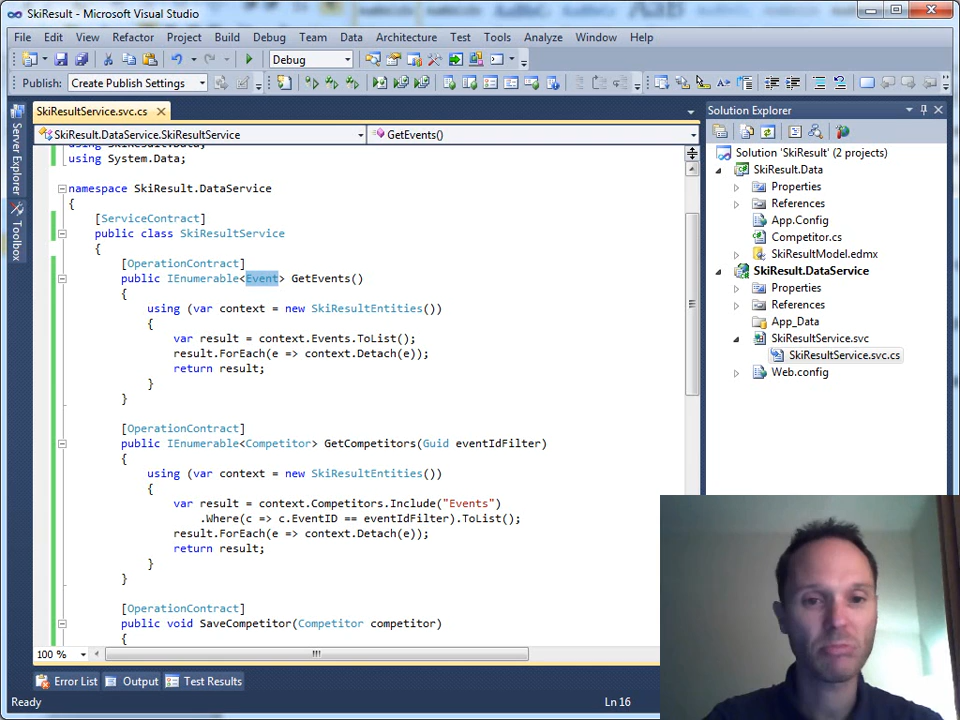 SkiResult - Microsoft Visual Studio
File Edit View Refactor Project Build Debug Team Data Architecture Test Tools Analyze Window Help
Debug
Publish: Create Publish Settings
SkiResultService.svc.cs
Solution Explorer
SkiResult.DataService.SkiResultService
GetEvents()
Server Explorer
Toolbox
using SkiResult.Data;
using System.Data;
namespace SkiResult.DataService
{
[ServiceContract]
public class SkiResultService
{
[OperationContract]
public IEnumerable<Event> GetEvents()
{
using (var context = new SkiResultEntities())
{
var result = context.Events.ToList();
result.ForEach(e => context.Detach(e));
return result;
}
}
[OperationContract]
public IEnumerable<Competitor> GetCompetitors(Guid eventIdFilter)
{
using (var context = new SkiResultEntities())
{
var result = context.Competitors.Include("Events")
.Where(c => c.EventID == eventIdFilter).ToList();
result.ForEach(e => context.Detach(e));
return result;
}
}
[OperationContract]
public void SaveCompetitor(Competitor competitor)
{
100 %
Solution 'SkiResult' (2 projects)
SkiResult.Data
Properties
References
App.Config
Competitor.cs
SkiResultModel.edmx
SkiResult.DataService
Properties
References
App_Data
SkiResultService.svc
SkiResultService.svc.cs
Web.config
Error List
Output
Test Results
Ready
Ln 16